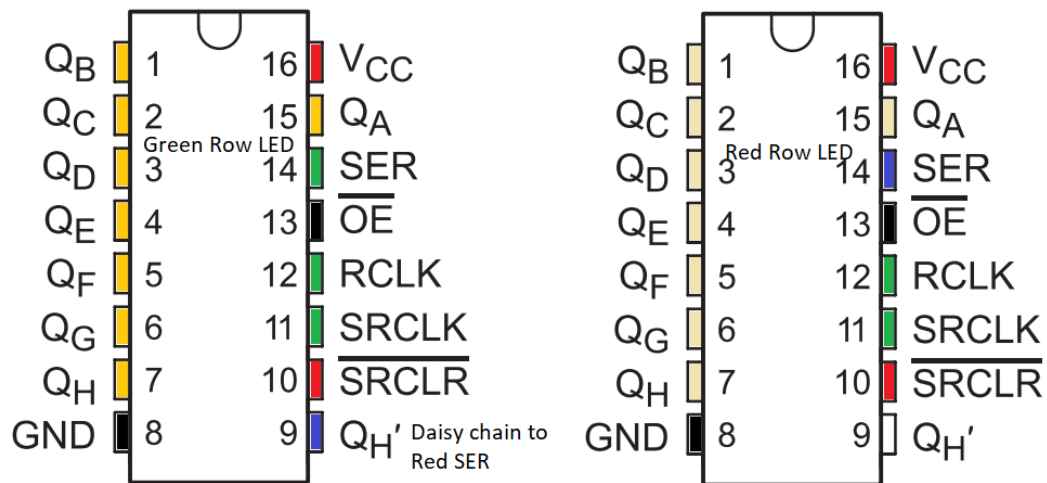 QB 1 16 VCC
QC 2 15 QA
Green Row LED
QD 3 14 SER
QE 4 13 OE
QF 5 12 RCLK
QG 6 11 SRCLK
QH 7 10 SRCLR
GND 8 9 QH′ Daisy chain to
Red SER
QB 1 16 VCC
QC 2 15 QA
Red Row LED
QD 3 14 SER
QE 4 13 OE
QF 5 12 RCLK
QG 6 11 SRCLK
QH 7 10 SRCLR
GND 8 9 QH′